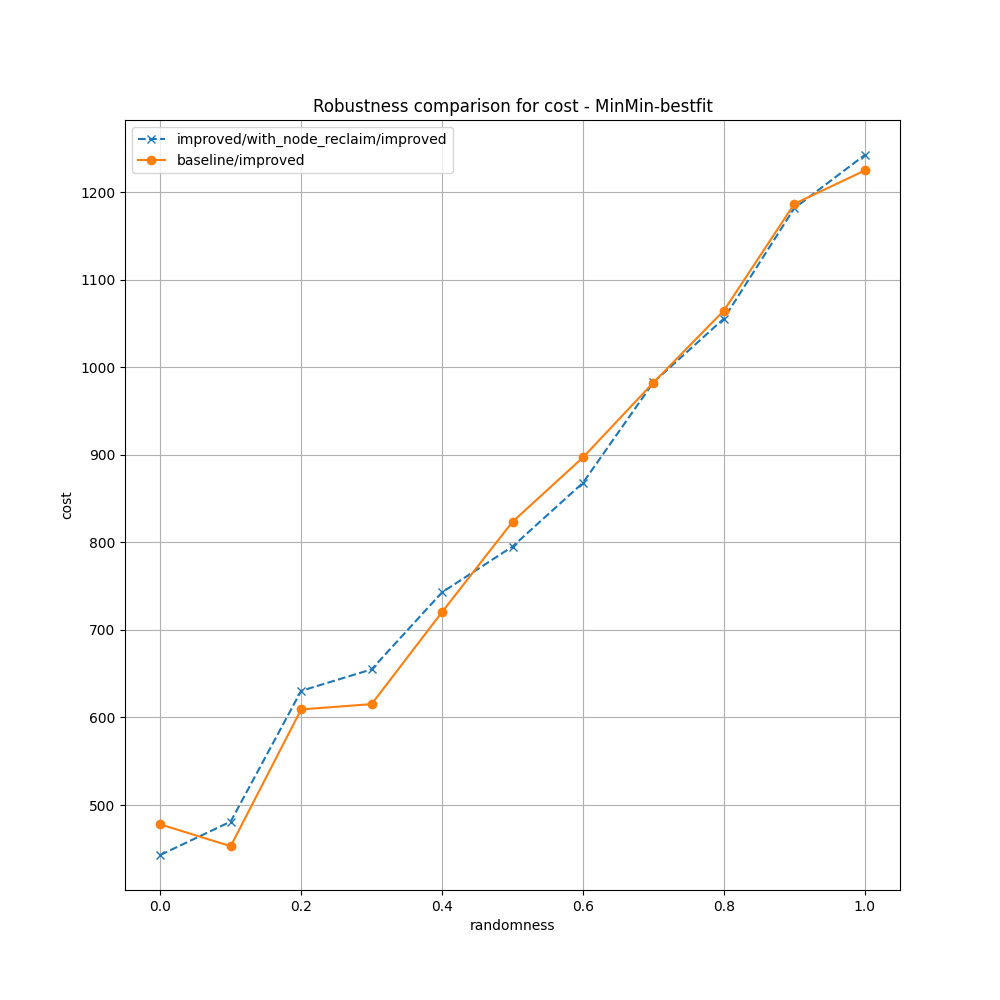 Robustness comparison for cost - MinMin-bestfit
improved/with_node_reclaim/improved
baseline/improved
1200
1100
1000
900
800
700
600
500
cost
0.0 0.2 0.4 0.6 0.8 1.0
randomness